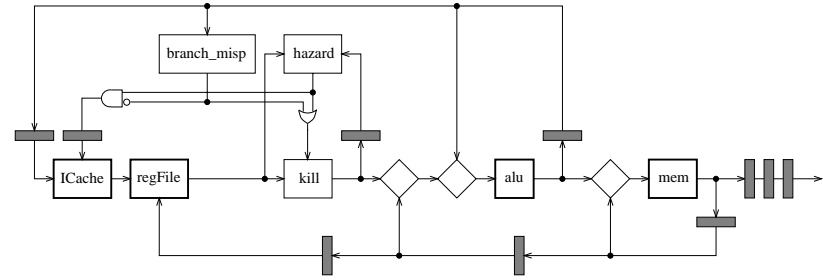 branch_misp
hazard
ICache
regFile
kill
alu
mem